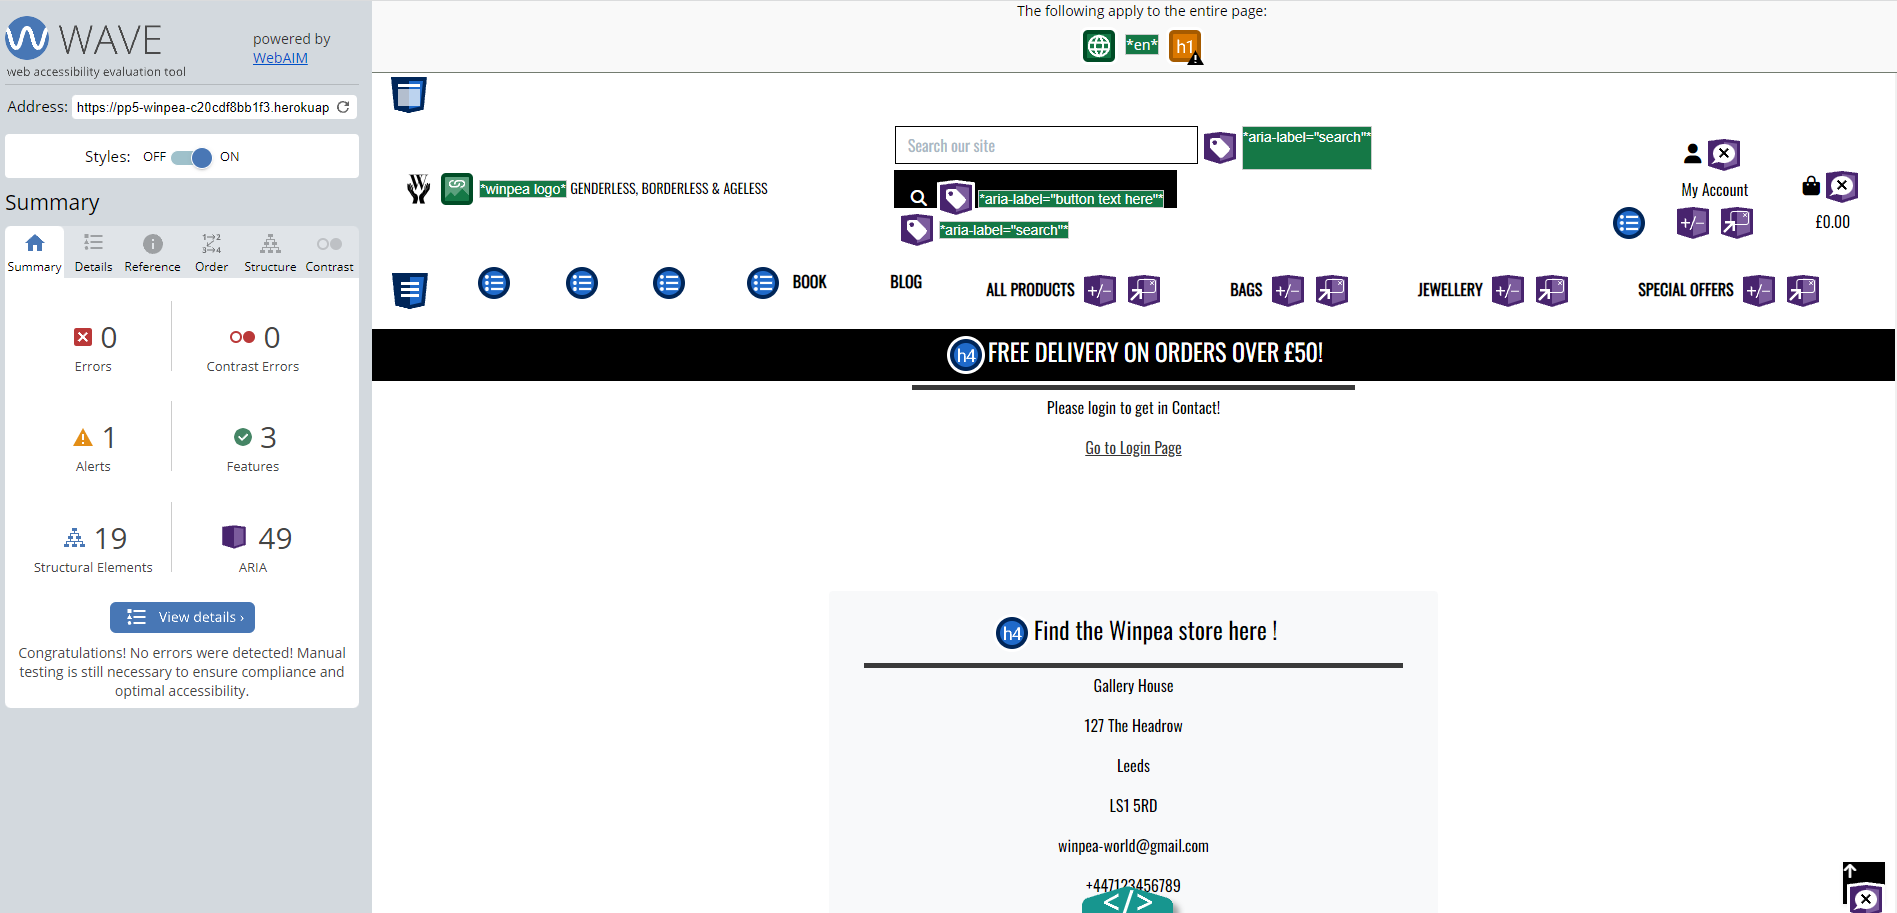 WAVE
powered by
WebAIM
web accessibility evaluation tool
Address: https://pp5-winpea-c20cdf8bb1f3.herokuap
Styles: OFF ON
Summary
Summary Details Reference Order Structure Contrast
0 Errors
0 Contrast Errors
1 Alerts
3 Features
19 Structural Elements
49 ARIA
View details ›
Congratulations! No errors were detected! Manual
testing is still necessary to ensure compliance and
optimal accessibility.
The following apply to the entire page:
*en* h1
Search our site *aria-label="search"*
*winpea logo* GENDERLESS, BORDERLESS & AGELESS
*aria-label="button text here"*
*aria-label="search"*
My Account
£0.00
BOOK BLOG ALL PRODUCTS BAGS JEWELLERY SPECIAL OFFERS
h4 FREE DELIVERY ON ORDERS OVER £50!
Please login to get in Contact!
Go to Login Page
h4 Find the Winpea store here !
Gallery House
127 The Headrow
Leeds
LS1 5RD
winpea-world@gmail.com
+447123456789
</>